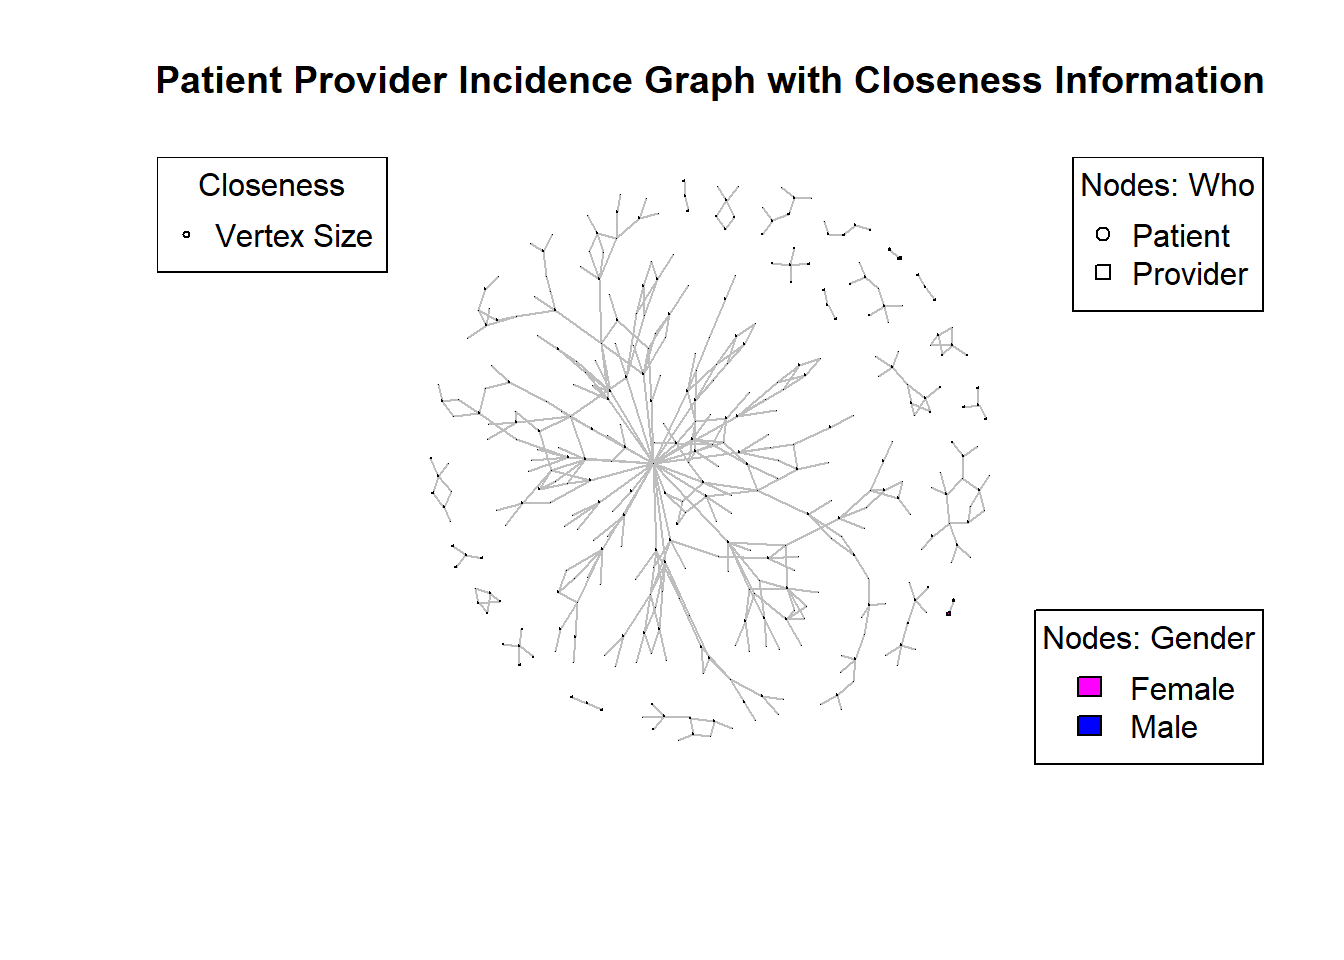 Patient Provider Incidence Graph with Closeness Information
Closeness
Vertex Size
Nodes: Who
Patient
Provider
Nodes: Gender
Female
Male